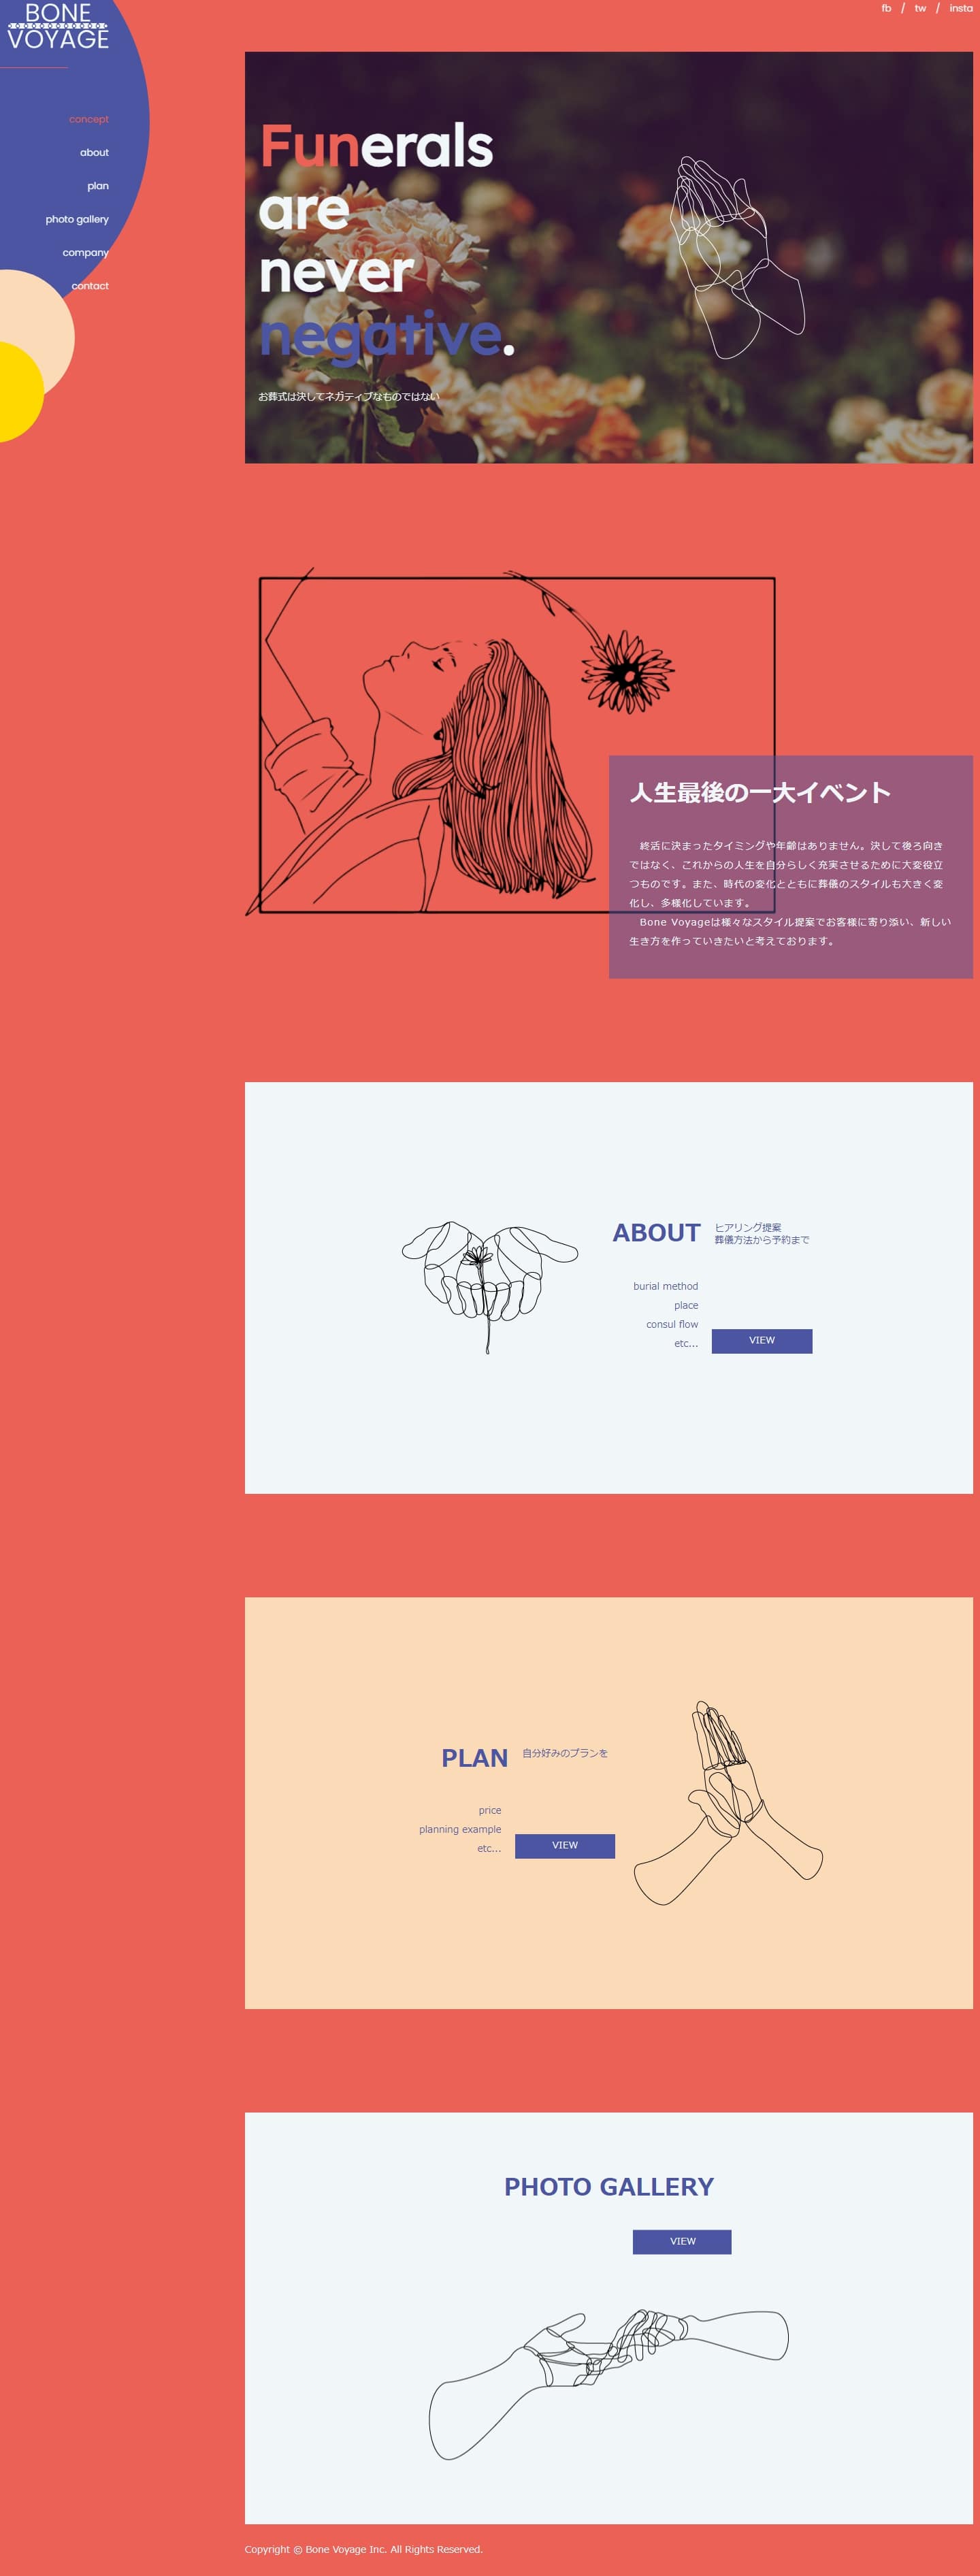 BONE
VOYAGE
fb / tw / insta
concept
about
plan
photo gallery
company
contact
Funerals
are
never
negative.
お葬式は決してネガティブなものではない
人生最後の一大イベント
終活に決まったタイミングや年齢はありません。決して後ろ向き
ではなく、これからの人生を自分らしく充実させるために大変役立
つものです。また、時代の変化とともに葬儀のスタイルも大きく変
化し、多様化しています。
Bone Voyageは様々なスタイル提案でお客様に寄り添い、新しい
生き方を作っていきたいと考えております。
ABOUT
ヒアリング提案
葬儀方法から予約まで
burial method
place
consul flow
etc...
VIEW
PLAN
自分好みのプランを
price
planning example
etc...
VIEW
PHOTO GALLERY
VIEW
Copyright © Bone Voyage Inc. All Rights Reserved.